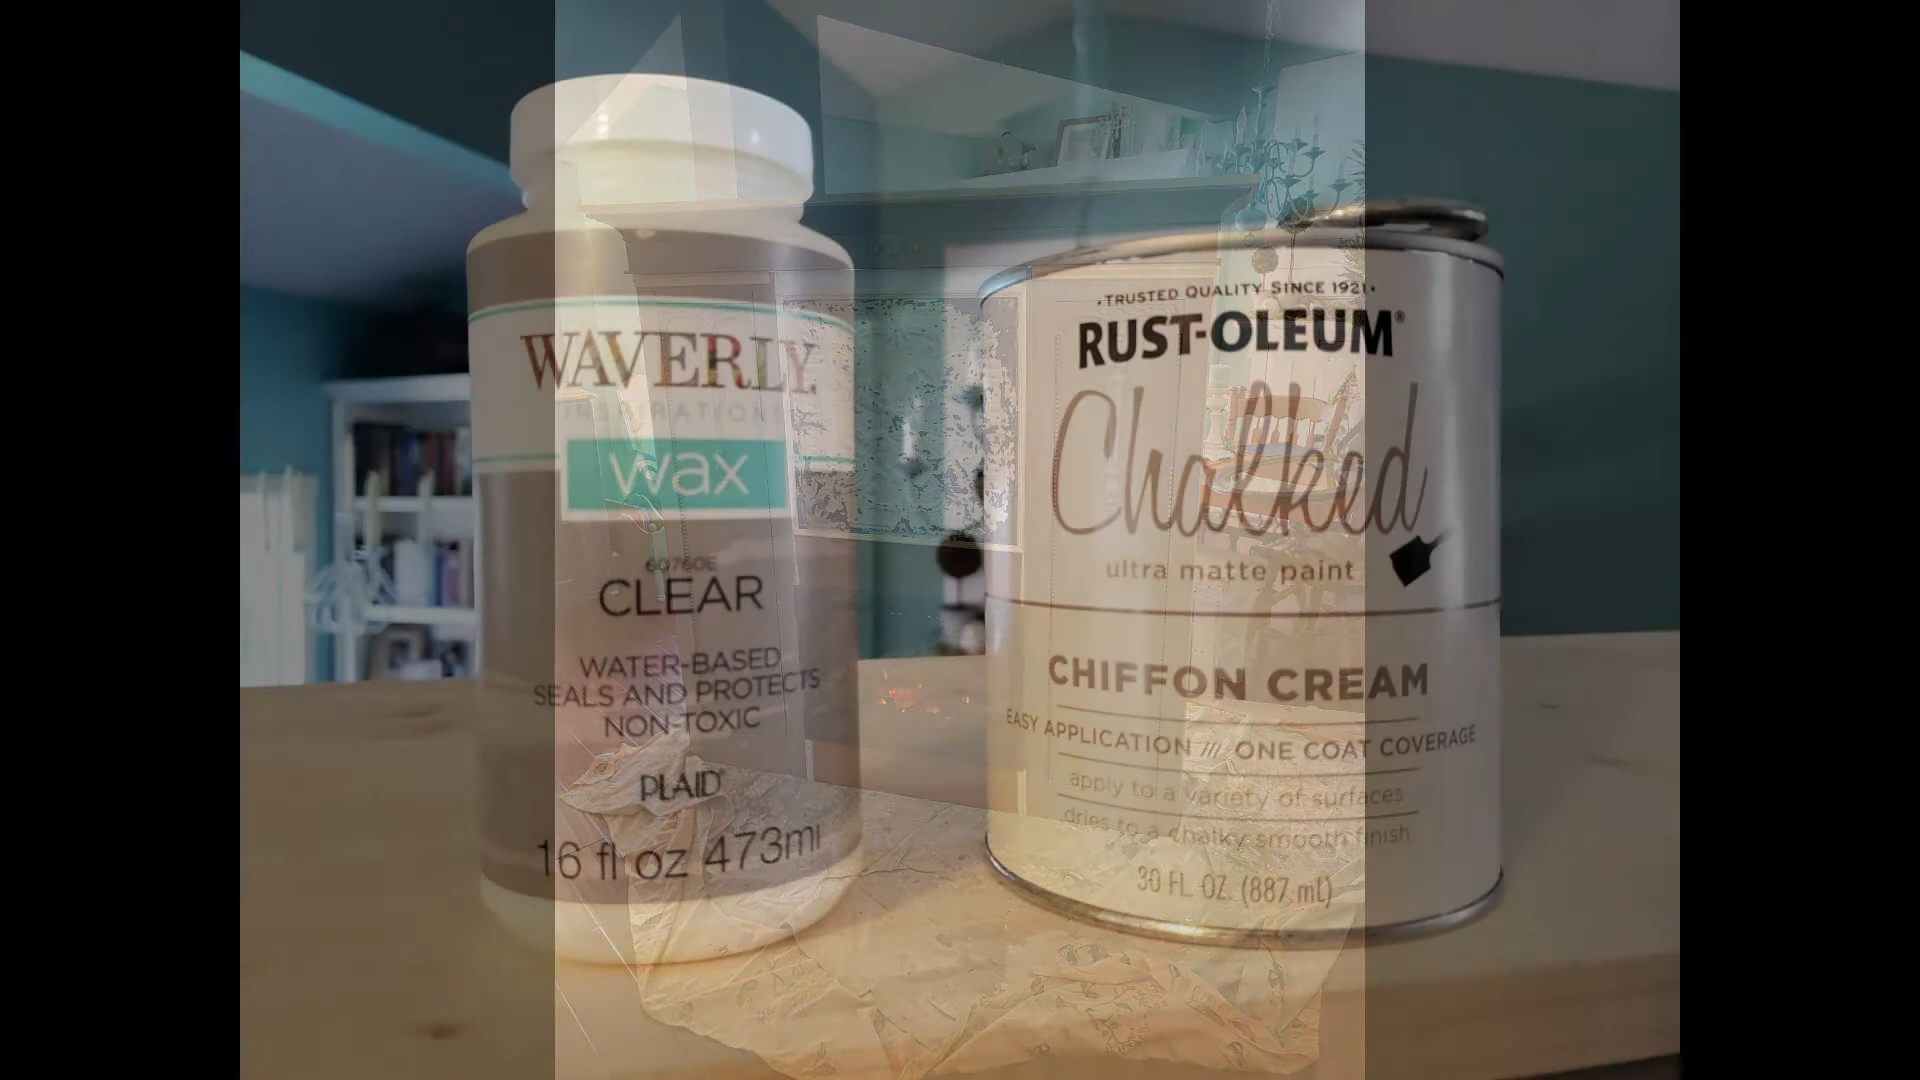 WAVERLY
INSPIRATIONS
wax
60760E
CLEAR
WATER-BASED
SEALS AND PROTECTS
NON-TOXIC
PLAID®
16 fl oz 473ml
•TRUSTED QUALITY SINCE 1921•
RUST-OLEUM®
Chalked
ultra matte paint
CHIFFON CREAM
EASY APPLICATION /// ONE COAT COVERAGE
apply to a variety of surfaces
dries to a chalky smooth finish
30 FL. OZ. (887 mL)